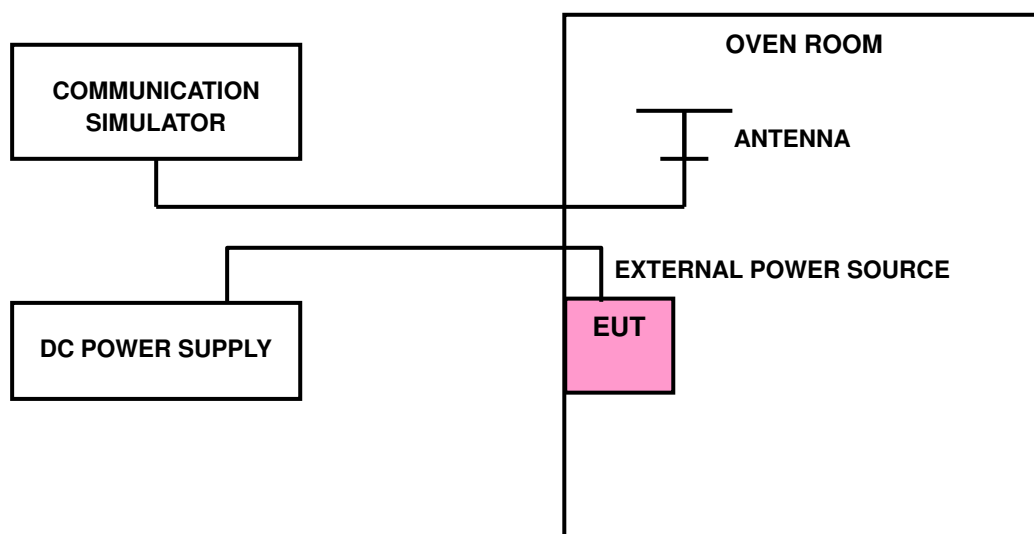 OVEN ROOM
COMMUNICATION
SIMULATOR
ANTENNA
EXTERNAL POWER SOURCE
EUT
DC POWER SUPPLY